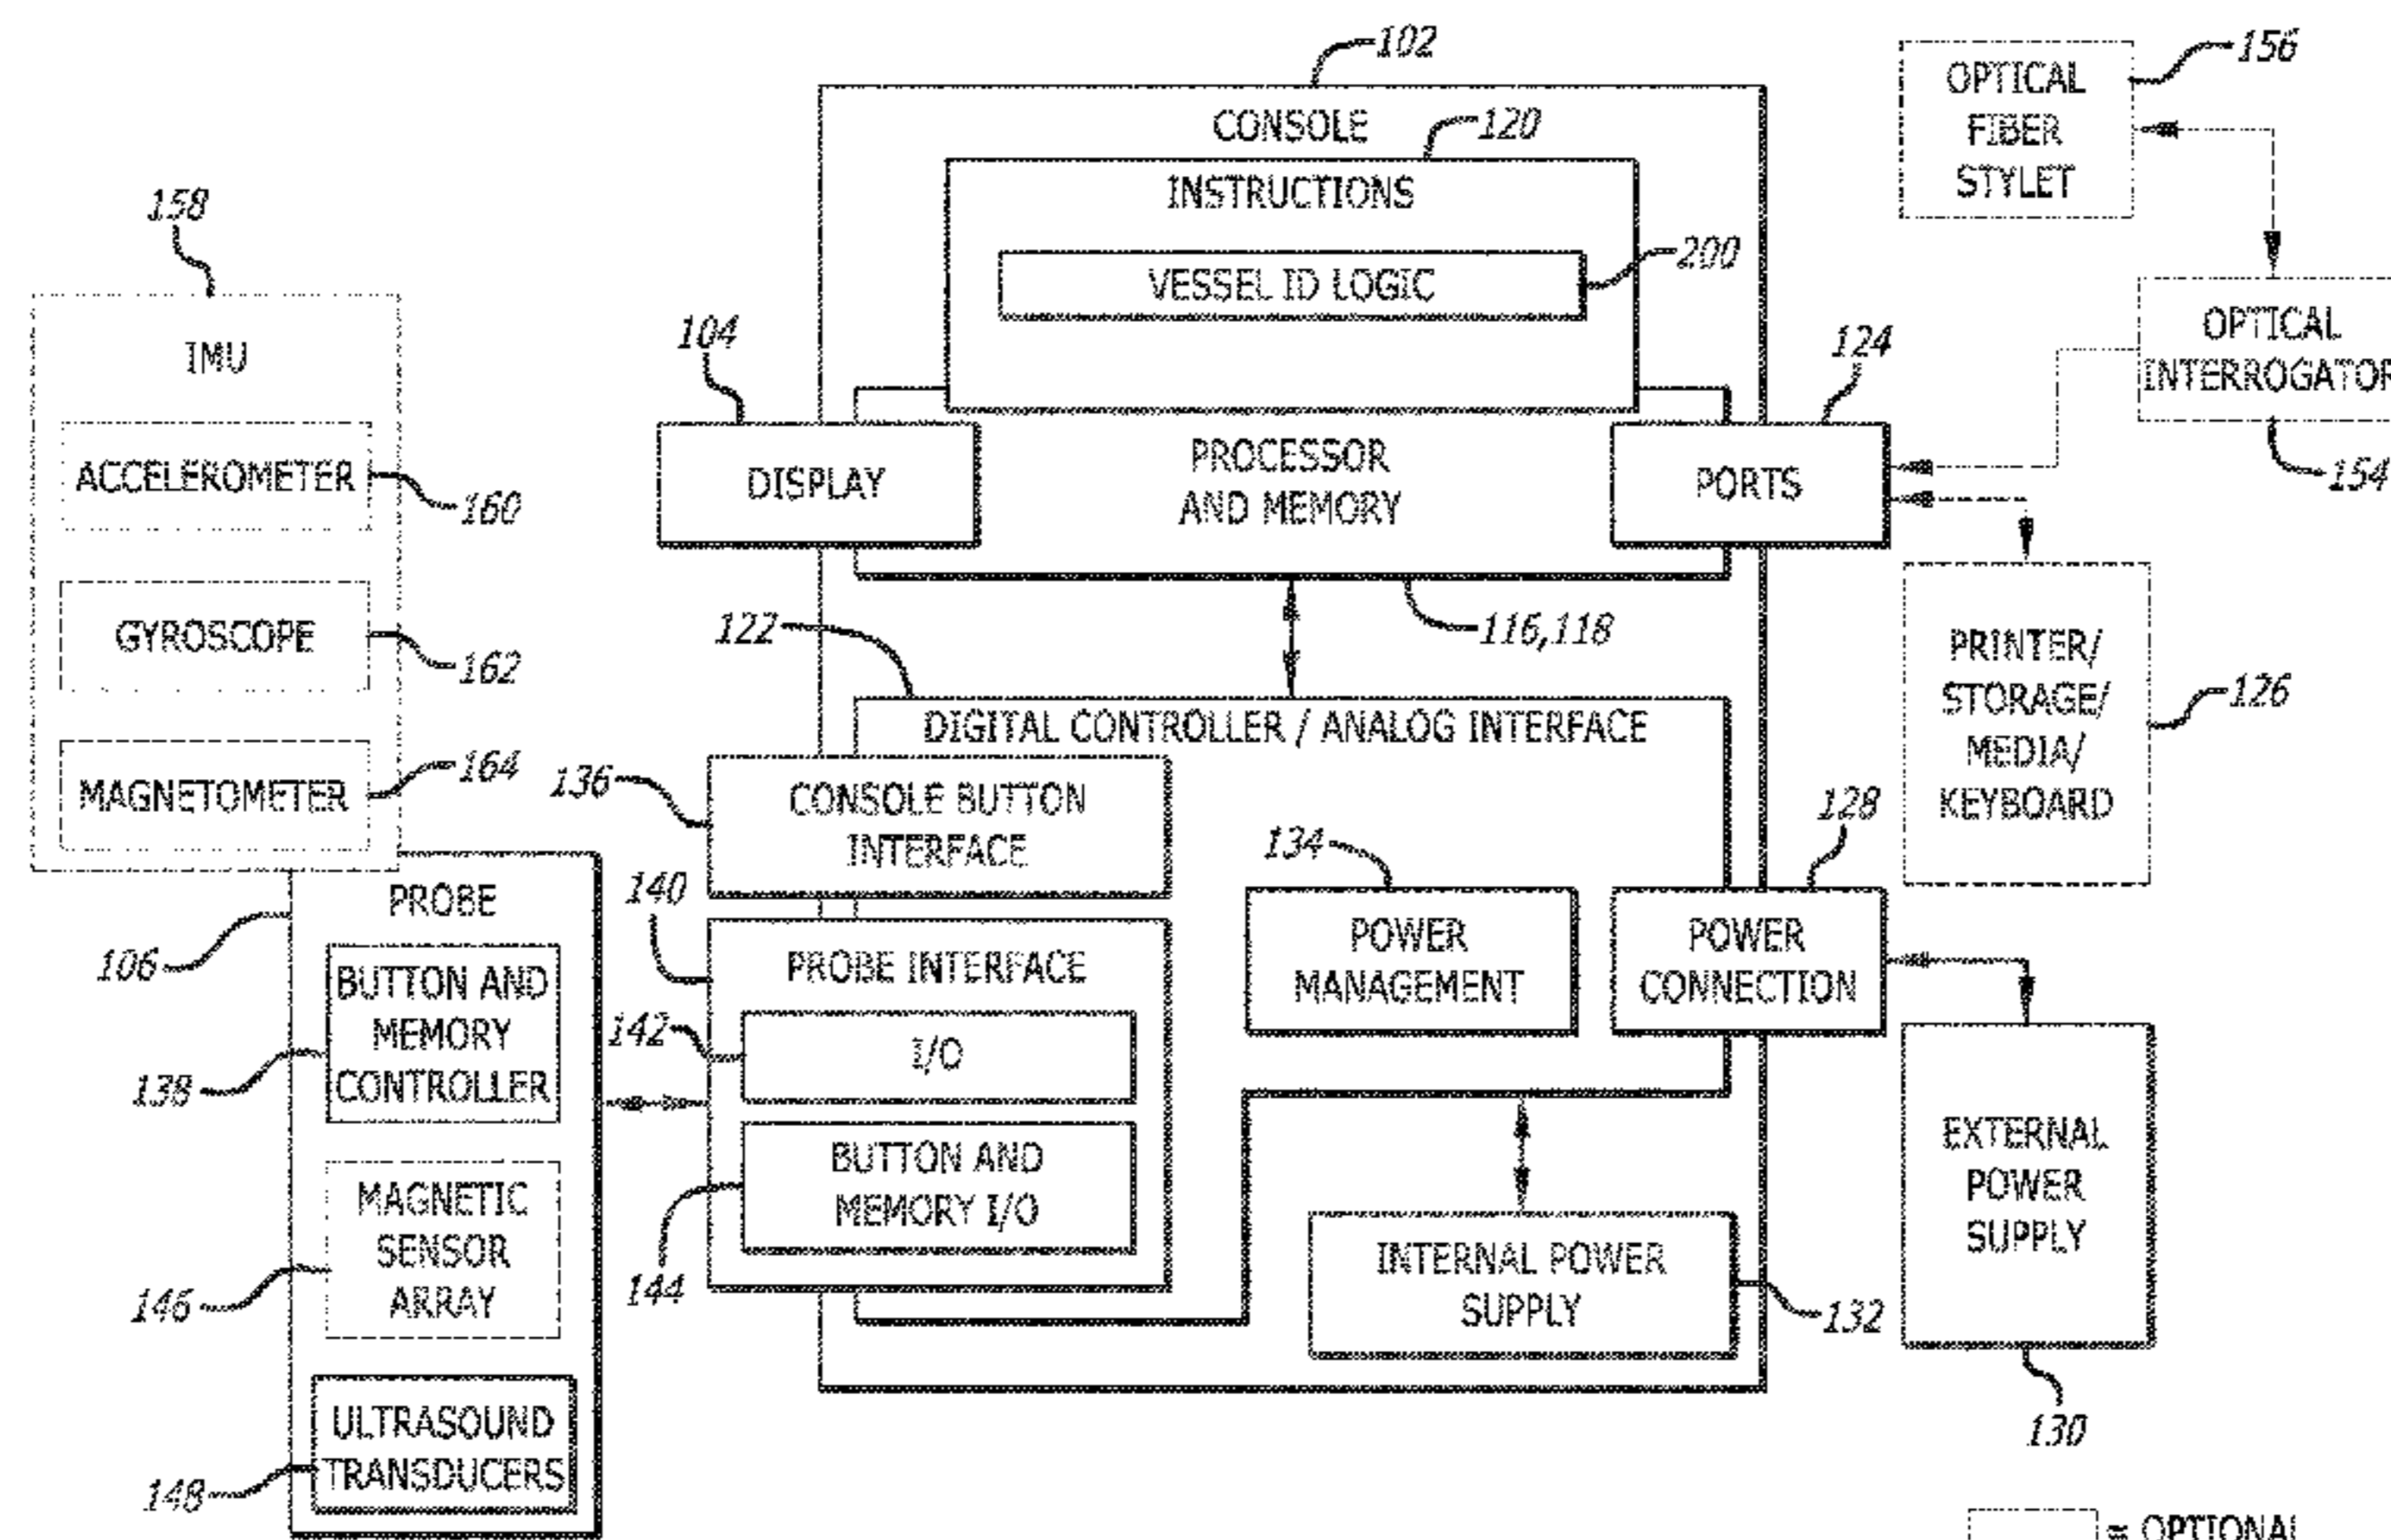 102
156
OPTICAL
FIBER
STYLET
CONSOLE
120
INSTRUCTIONS
158
200
VESSEL ID LOGIC
104
124
OPTICAL
INTERROGATOR
154
IMU
ACCELEROMETER
160
DISPLAY
PROCESSOR
AND MEMORY
PORTS
GYROSCOPE
162
122
116,118
PRINTER/
STORAGE/
MEDIA/
KEYBOARD
126
MAGNETOMETER
164
DIGITAL CONTROLLER / ANALOG INTERFACE
136
CONSOLE BUTTON
INTERFACE
134
128
PROBE
106
140
PROBE INTERFACE
POWER
MANAGEMENT
POWER
CONNECTION
BUTTON AND
MEMORY
CONTROLLER
138
142
I/O
BUTTON AND
MEMORY I/O
144
EXTERNAL
POWER
SUPPLY
130
MAGNETIC
SENSOR
ARRAY
146
INTERNAL POWER
SUPPLY
132
ULTRASOUND
TRANSDUCERS
148
= OPTIONAL